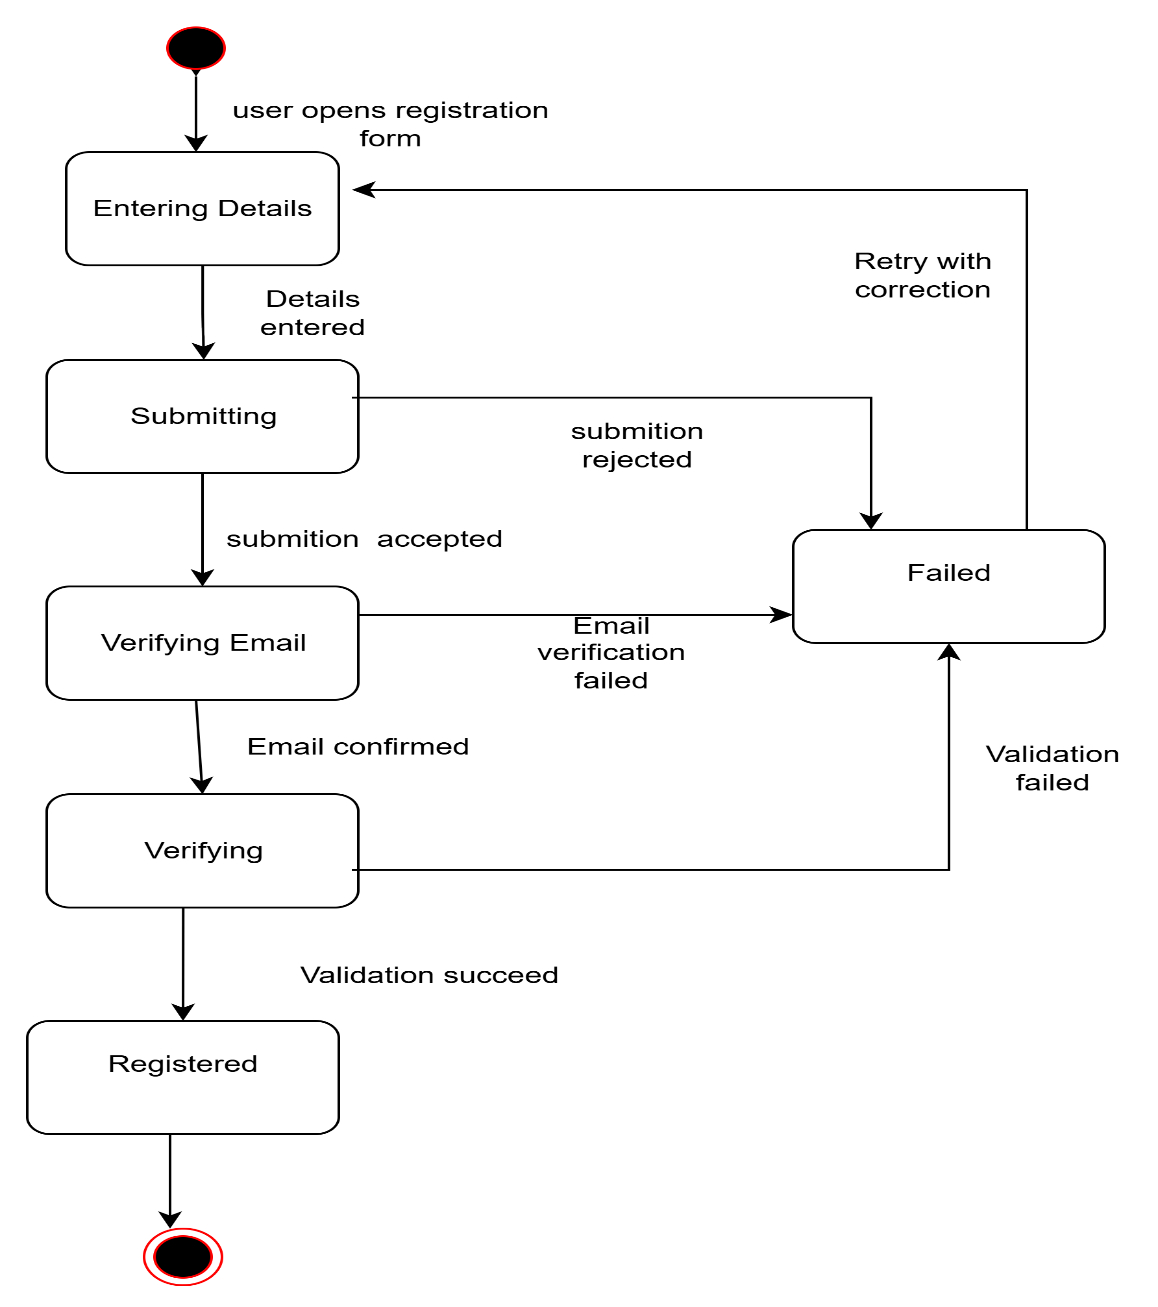 user opens registration
form
Entering Details
Retry with
correction
Details
entered
Submitting
submition
rejected
submition  accepted
Failed
Verifying Email
Email
verification
failed
Email confirmed
Validation
failed
Verifying
Validation succeed
Registered